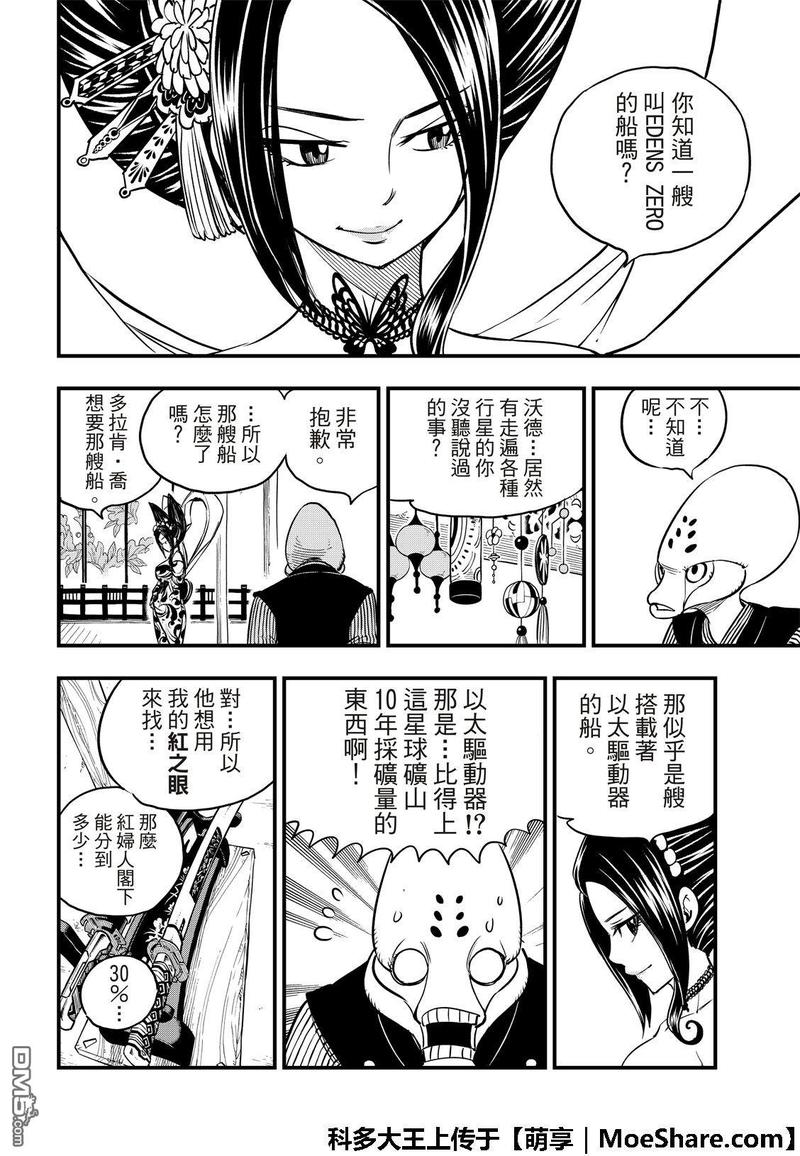 你知道一艘
叫EDENS ZERO
的船嗎？
不…
不知道
呢…
沃德…居然
有走遍各種
行星的你
沒聽說過
的事？
非常
抱歉。
…所以
那艘船
怎麼了
嗎？
多拉肯·喬
想要那艘船。
那似乎是艘
搭載著
以太驅動器
的船。
以太驅動器!?
那是…比得上
這星球礦山
10年採礦量的
東西啊！
對…所以
他想用
我的紅之眼
來找…
那麼
紅婦人閣下
能分到
多少…
30
%…
DM5.com
科多大王上传于【萌享｜MoeShare.com】